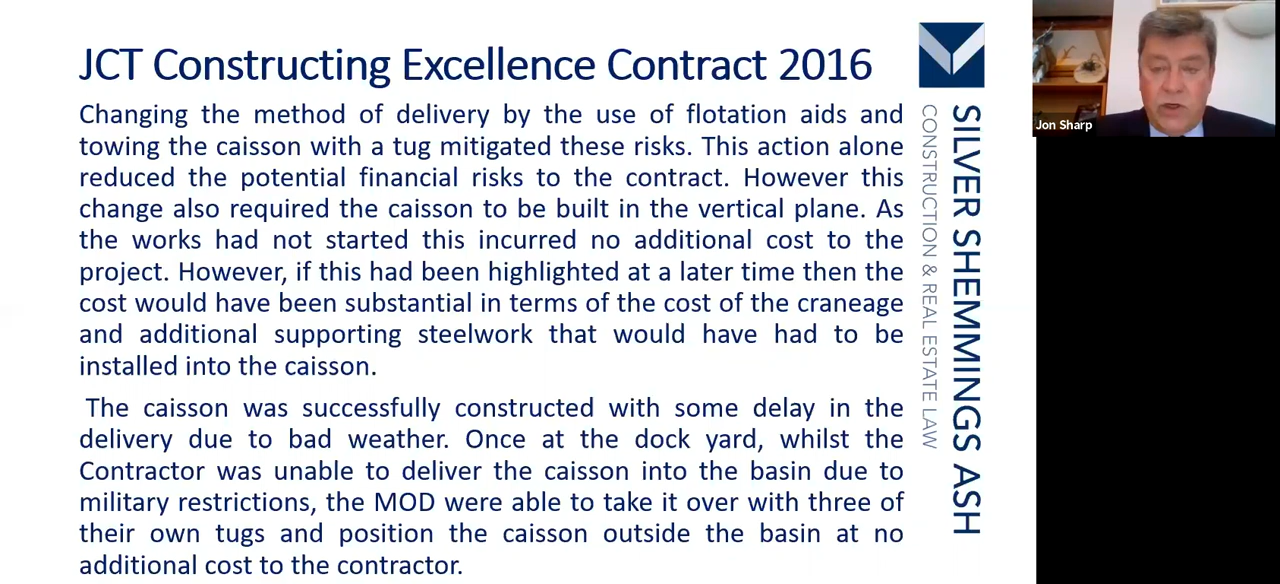 JCT Constructing Excellence Contract 2016
Changing the method of delivery by the use of flotation aids and
towing the caisson with a tug mitigated these risks. This action alone
reduced the potential financial risks to the contract. However this
change also required the caisson to be built in the vertical plane. As
the works had not started this incurred no additional cost to the
project. However, if this had been highlighted at a later time then the
cost would have been substantial in terms of the cost of the craneage
and additional supporting steelwork that would have had to be
installed into the caisson.
The caisson was successfully constructed with some delay in the
delivery due to bad weather. Once at the dock yard, whilst the
Contractor was unable to deliver the caisson into the basin due to
military restrictions, the MOD were able to take it over with three of
their own tugs and position the caisson outside the basin at no
additional cost to the contractor.
SILVER SHEMMINGS ASH
CONSTRUCTION & REAL ESTATE LAW
Jon Sharp